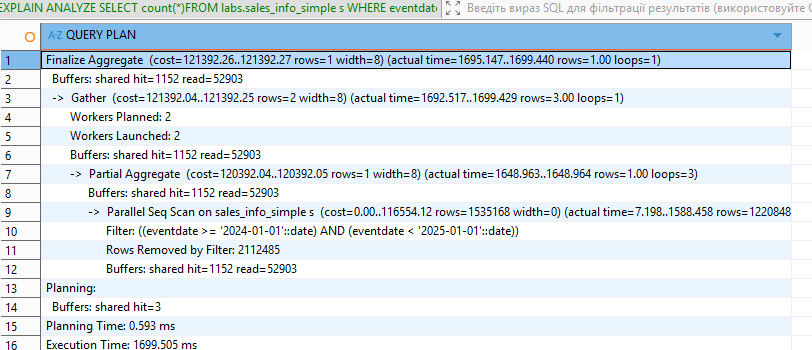 EXPLAIN ANALYZE SELECT count(*)FROM labs.sales_info_simple s WHERE eventdate
Введіть вираз SQL для фільтрації результатів (використовуйте
A-Z QUERY PLAN
1 Finalize Aggregate (cost=121392.26..121392.27 rows=1 width=8) (actual time=1695.147..1699.440 rows=1.00 loops=1)
2 Buffers: shared hit=1152 read=52903
3 -> Gather (cost=121392.04..121392.25 rows=2 width=8) (actual time=1692.517..1699.429 rows=3.00 loops=1)
4 Workers Planned: 2
5 Workers Launched: 2
6 Buffers: shared hit=1152 read=52903
7 -> Partial Aggregate (cost=120392.04..120392.05 rows=1 width=8) (actual time=1648.963..1648.964 rows=1.00 loops=3)
8 Buffers: shared hit=1152 read=52903
9 -> Parallel Seq Scan on sales_info_simple s (cost=0.00..116554.12 rows=1535168 width=0) (actual time=7.198..1588.458 rows=1220848
10 Filter: ((eventdate >= '2024-01-01'::date) AND (eventdate < '2025-01-01'::date))
11 Rows Removed by Filter: 2112485
12 Buffers: shared hit=1152 read=52903
13 Planning:
14 Buffers: shared hit=3
15 Planning Time: 0.593 ms
16 Execution Time: 1699.505 ms